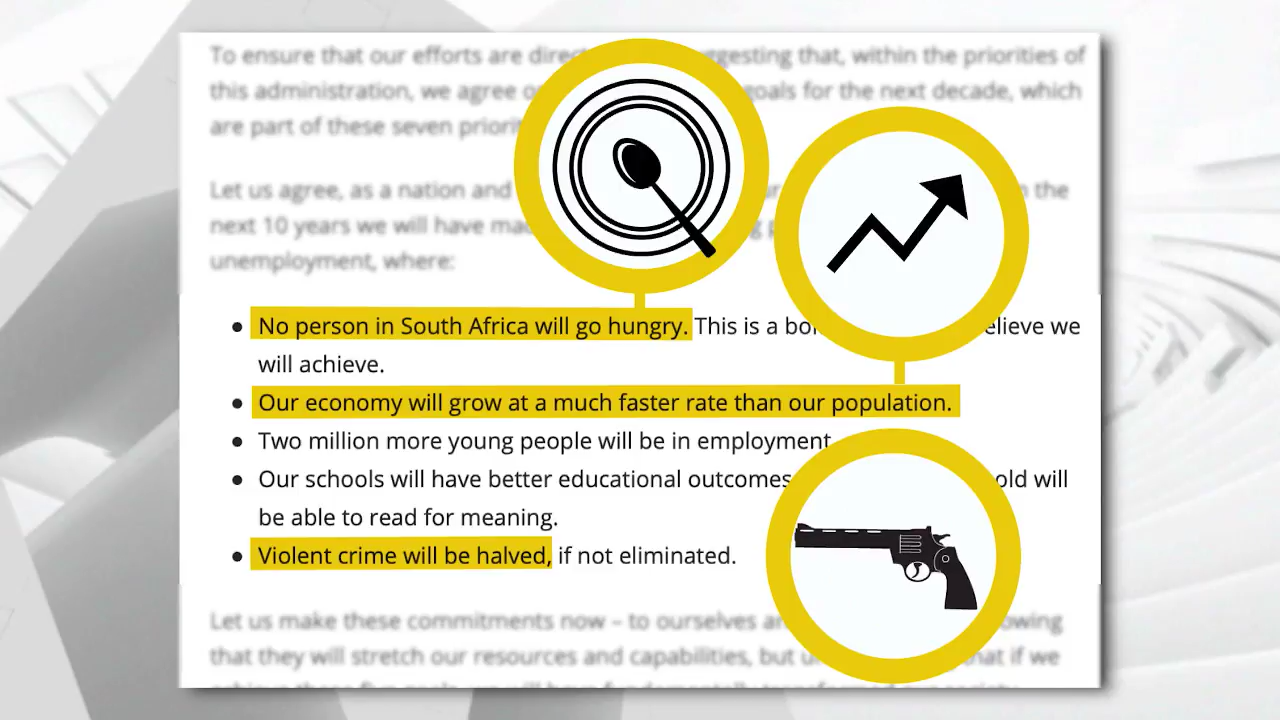 To ensure that our efforts are direc gesting that, within the priorities of
this administration, we agree o goals for the next decade, which
are part of these seven priorit
Let us agree, as a nation and n the
next 10 years we will have mad g p
unemployment, where:
• No person in South Africa will go hungry. This is a bo elieve we
will achieve.
• Our economy will grow at a much faster rate than our population.
• Two million more young people will be in employment
• Our schools will have better educational outcomes old will
be able to read for meaning.
• Violent crime will be halved, if not eliminated.
Let us make these commitments now – to ourselves a owing
that they will stretch our resources and capabilities, but u hat if we